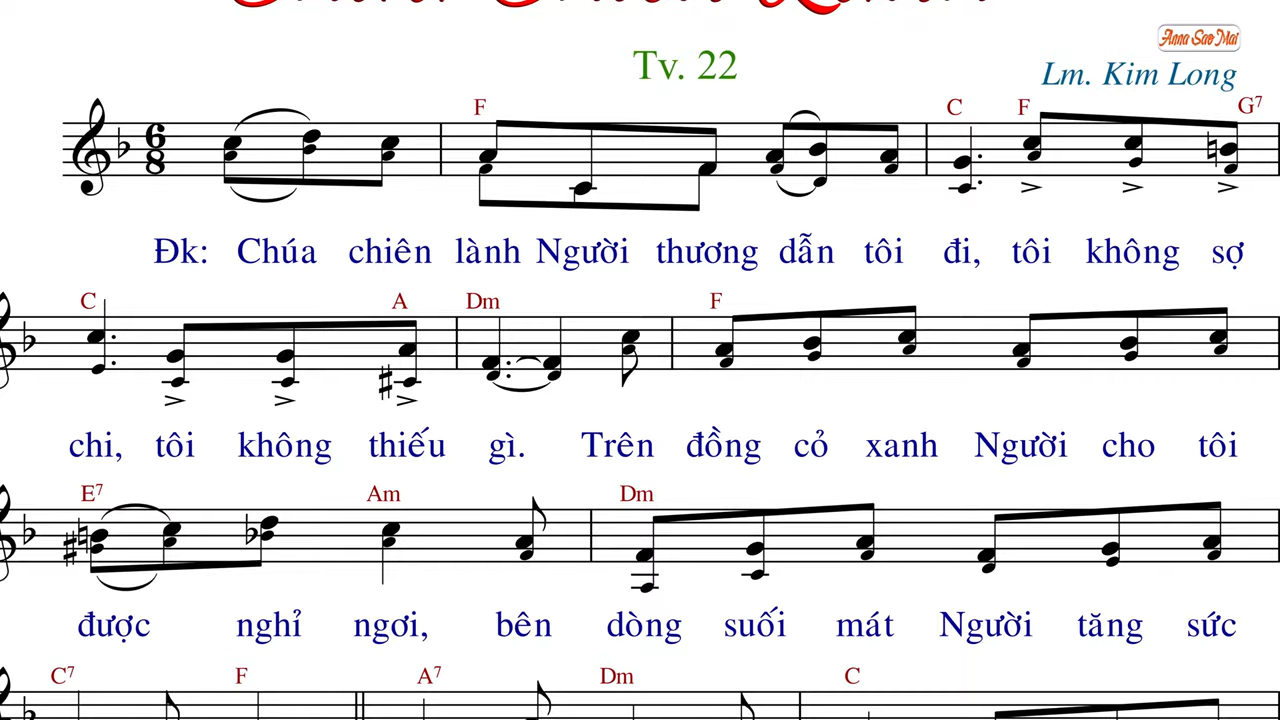 Anna Sao Mai
Tv. 22
Lm. Kim Long
F C F G7
6
8
Đk: Chúa chiên lành Người thương dẫn tôi đi, tôi không sợ
C A Dm F
chi, tôi không thiếu gì. Trên đồng cỏ xanh Người cho tôi
E7 Am Dm
được nghỉ ngơi, bên dòng suối mát Người tăng sức
C7 F A7 Dm C